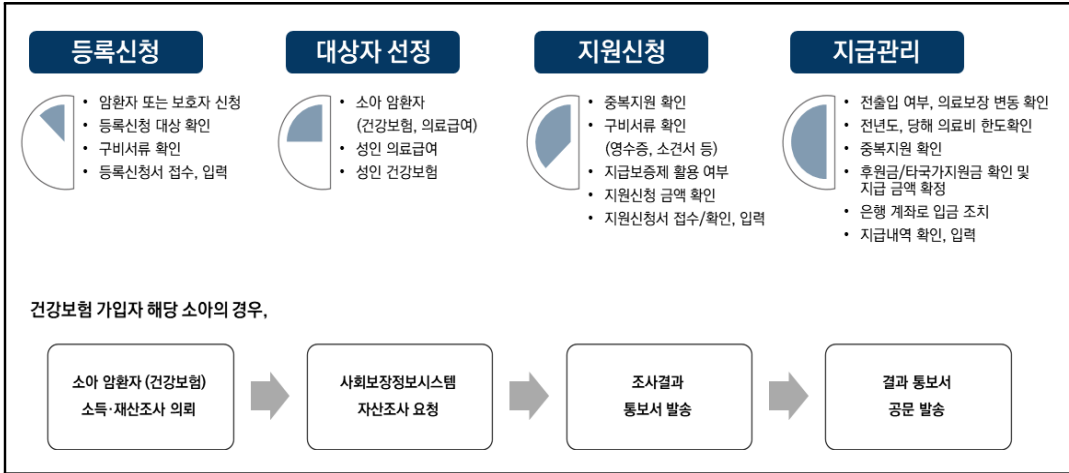 등록신청
• 암환자 또는 보호자 신청
• 등록신청 대상 확인
• 구비서류 확인
• 등록신청서 접수, 입력
대상자 선정
• 소아 암환자
(건강보험, 의료급여)
• 성인 의료급여
• 성인 건강보험
지원신청
• 중복지원 확인
• 구비서류 확인
(영수증, 소견서 등)
• 지급보증제 활용 여부
• 지원신청 금액 확인
• 지원신청서 접수/확인, 입력
지급관리
• 전출입 여부, 의료보장 변동 확인
• 전년도, 당해 의료비 한도확인
• 중복지원 확인
• 후원금/타국가지원금 확인 및
지급 금액 확정
• 은행 계좌로 입금 조치
• 지급내역 확인, 입력
건강보험 가입자 해당 소아의 경우,
소아 암환자 (건강보험)
소득·재산조사 의뢰
사회보장정보시스템
자산조사 요청
조사결과
통보서 발송
결과 통보서
공문 발송